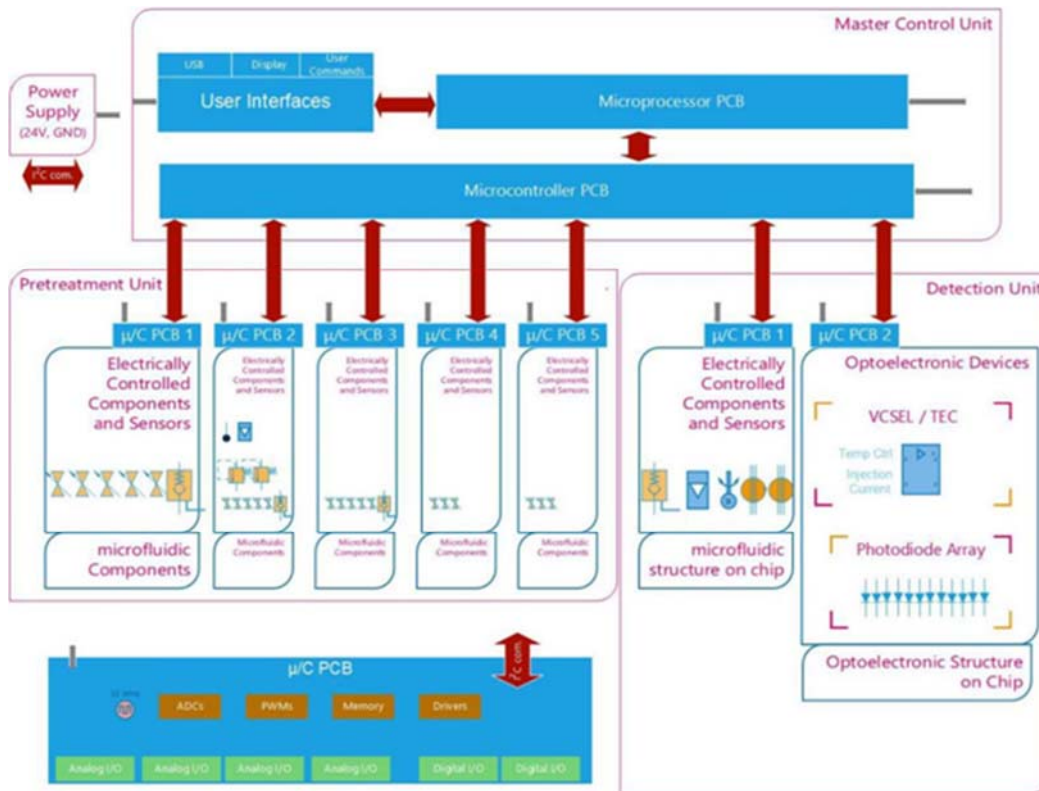 Master Control Unit
USB
Display
User
Commands
User Interfaces
Microprocessor PCB
Power
Supply
(24V, GND)
I²C com.
Microcontroller PCB
Pretreatment Unit
Detection Unit
µ/C PCB 1
µ/C PCB 2
µ/C PCB 3
µ/C PCB 4
µ/C PCB 5
µ/C PCB 1
µ/C PCB 2
Electrically
Controlled
Components
and Sensors
Electrically
Controlled
Components
and Sensors
Electrically
Controlled
Components
and Sensors
Electrically
Controlled
Components
and Sensors
Electrically
Controlled
Components
and Sensors
Electrically
Controlled
Components
and Sensors
Optoelectronic Devices
VCSEL / TEC
Temp Ctrl
Injection
Current
Photodiode Array
microfluidic
Components
Microfluidic
Components
Microfluidic
Components
Microfluidic
Components
Microfluidic
Components
microfluidic
structure on chip
Optoelectronic Structure
on Chip
µ/C PCB
I²C com.
ADCs
PWMs
Memory
Drivers
Analog I/O
Analog I/O
Analog I/O
Analog I/O
Digital I/O
Digital I/O